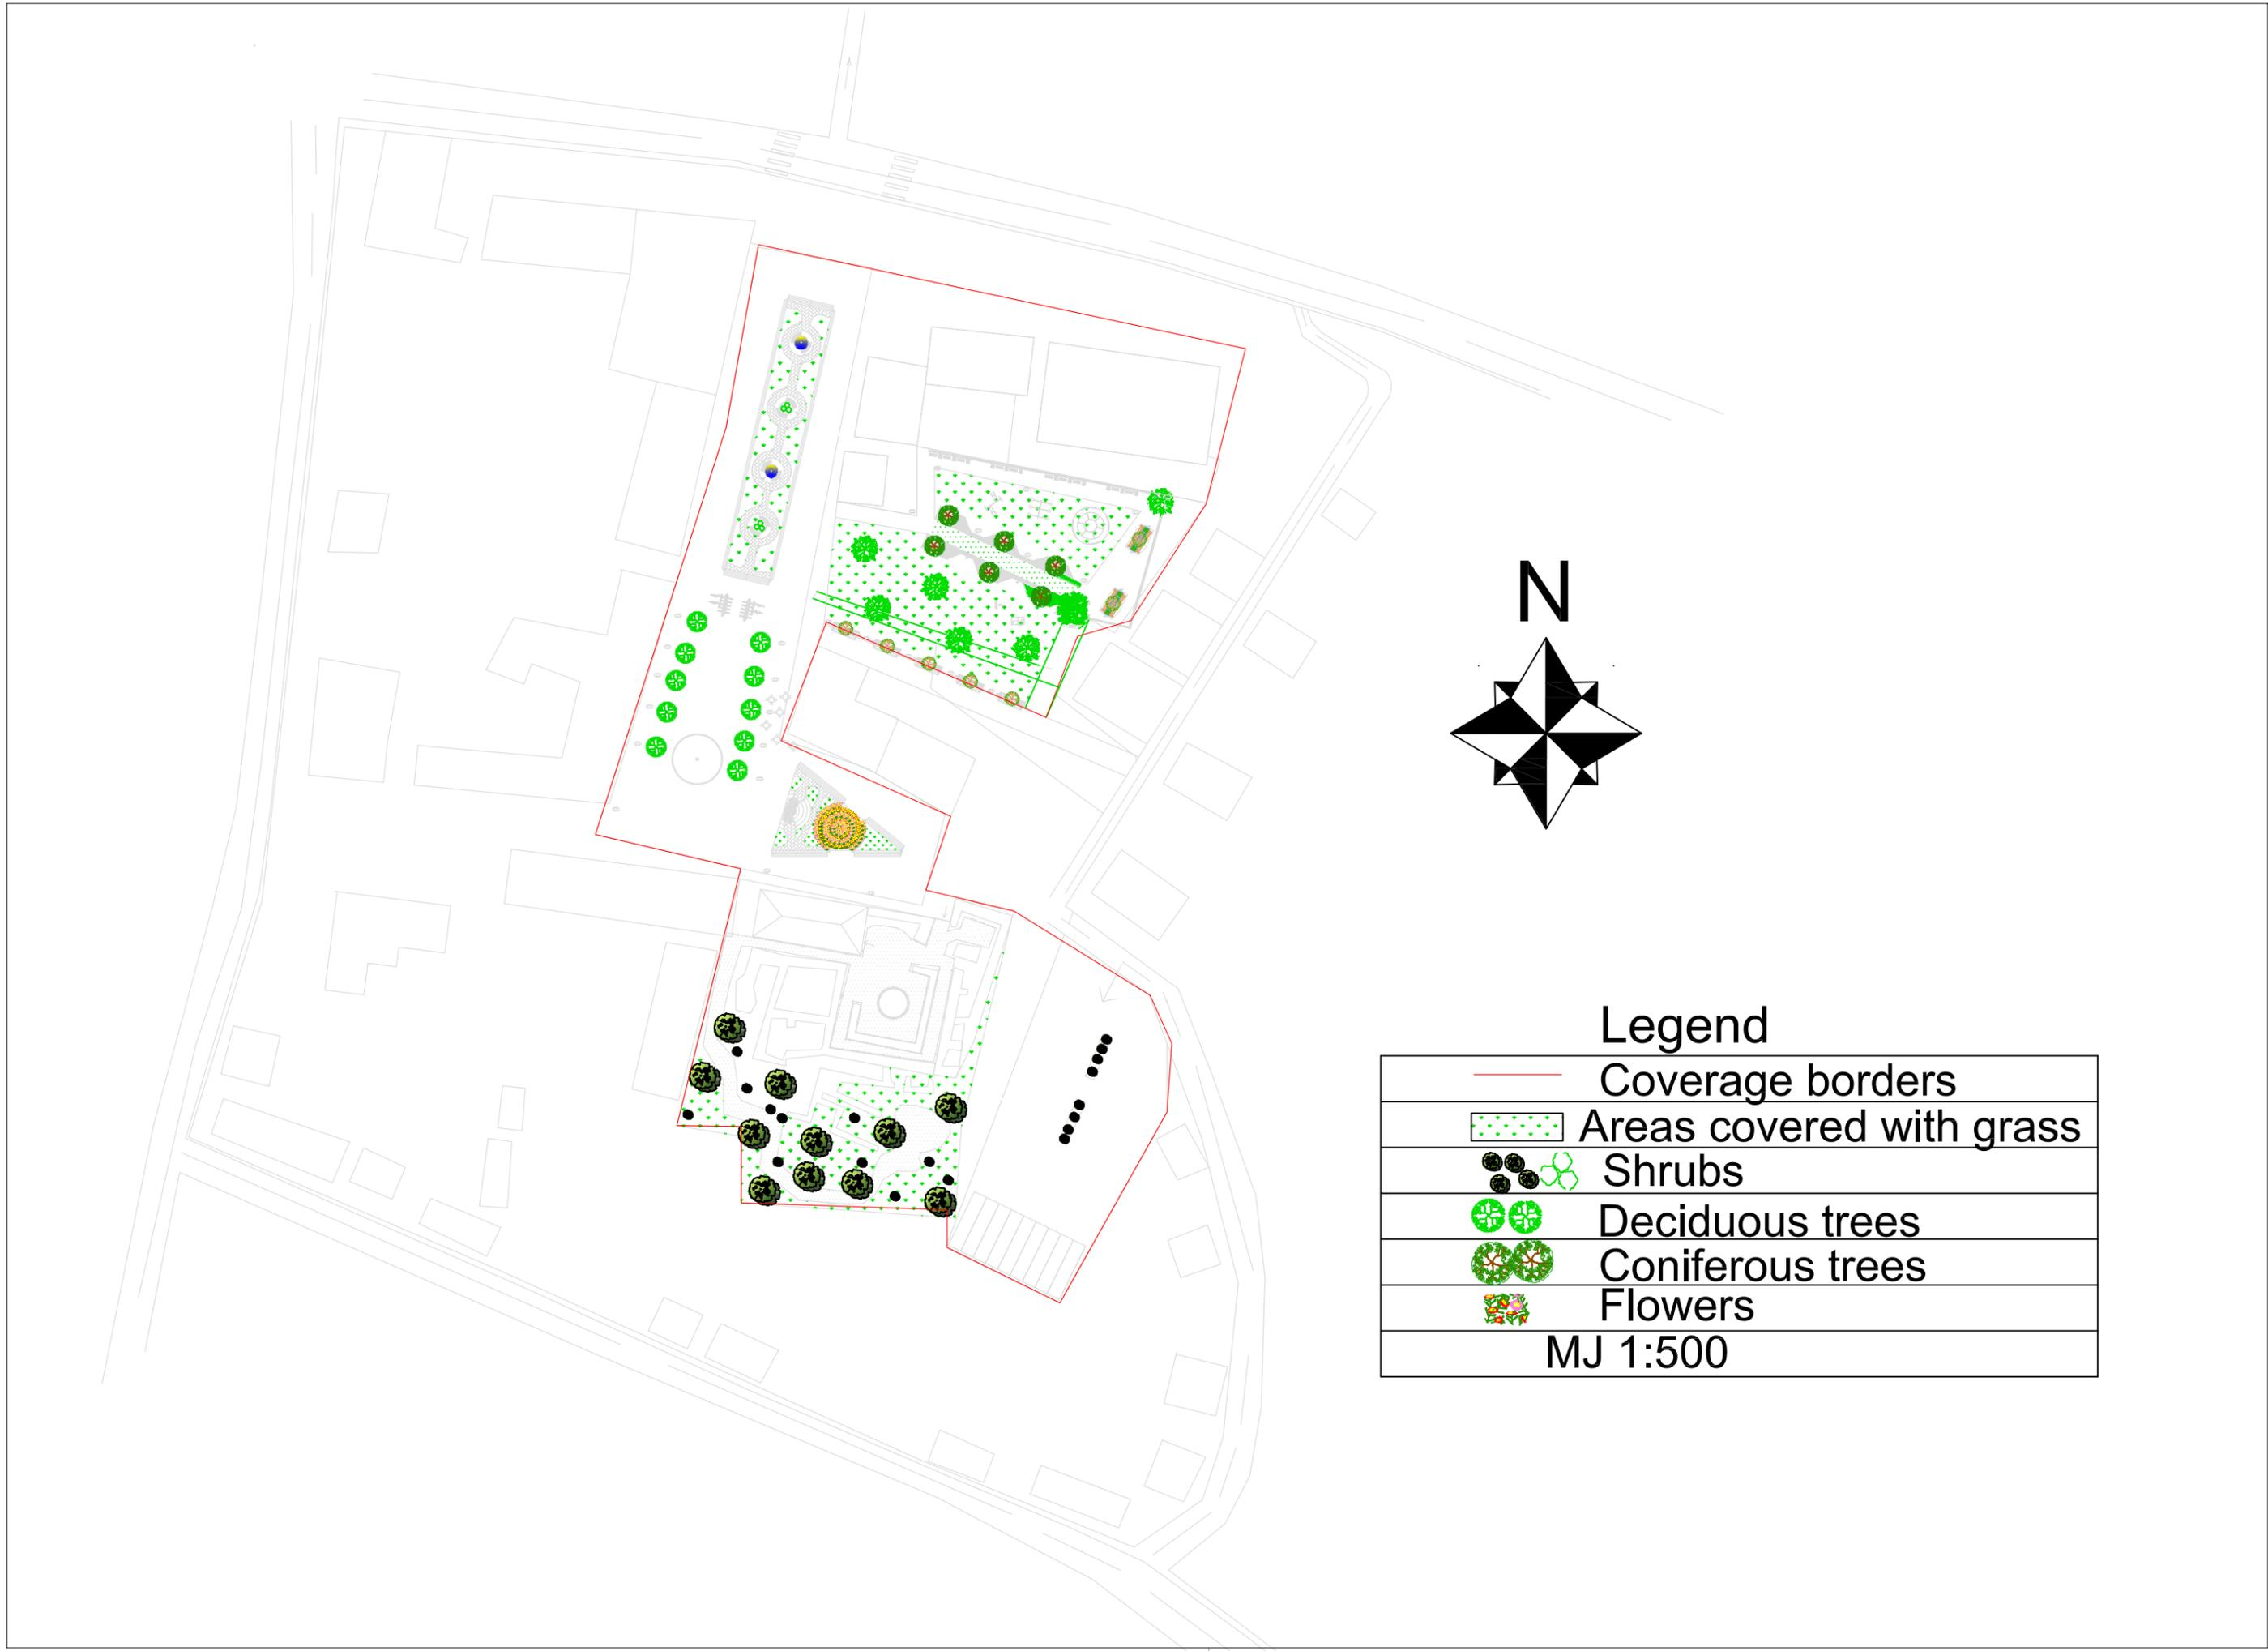 N
Legend
Coverage borders
Areas covered with grass
Shrubs
Deciduous trees
Coniferous trees
Flowers
MJ 1:500